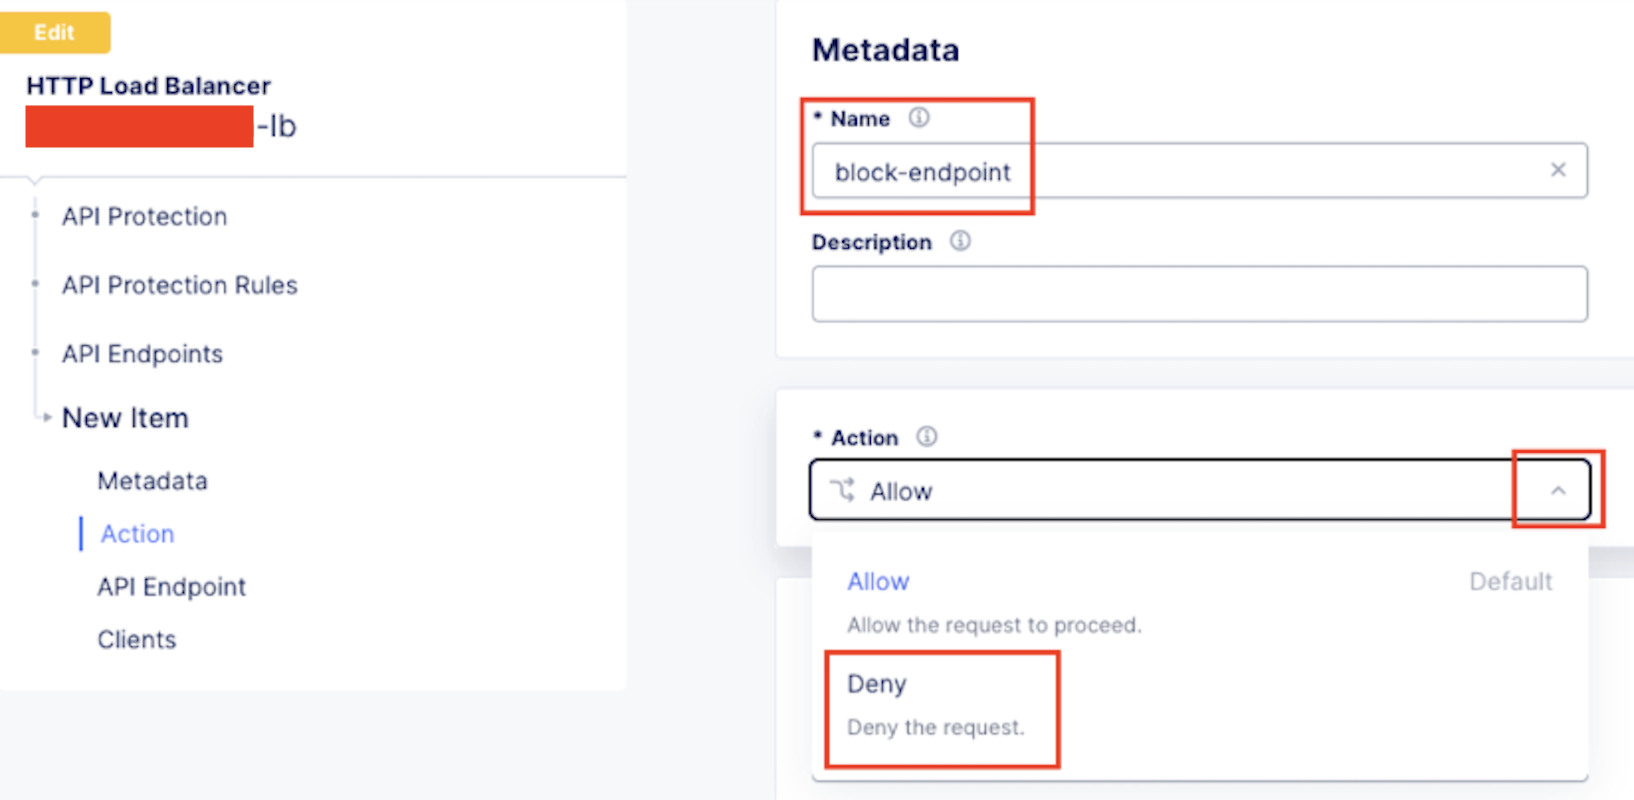 Edit
HTTP Load Balancer
-lb
API Protection
API Protection Rules
API Endpoints
New Item
Metadata
Action
API Endpoint
Clients
Metadata
* Name
block-endpoint
Description
* Action
Allow
Allow Default
Allow the request to proceed.
Deny
Deny the request.